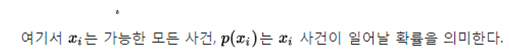 여기서 xᵢ는 가능한 모든 사건, p(xᵢ)는 xᵢ 사건이 일어날 확률을 의미한다.